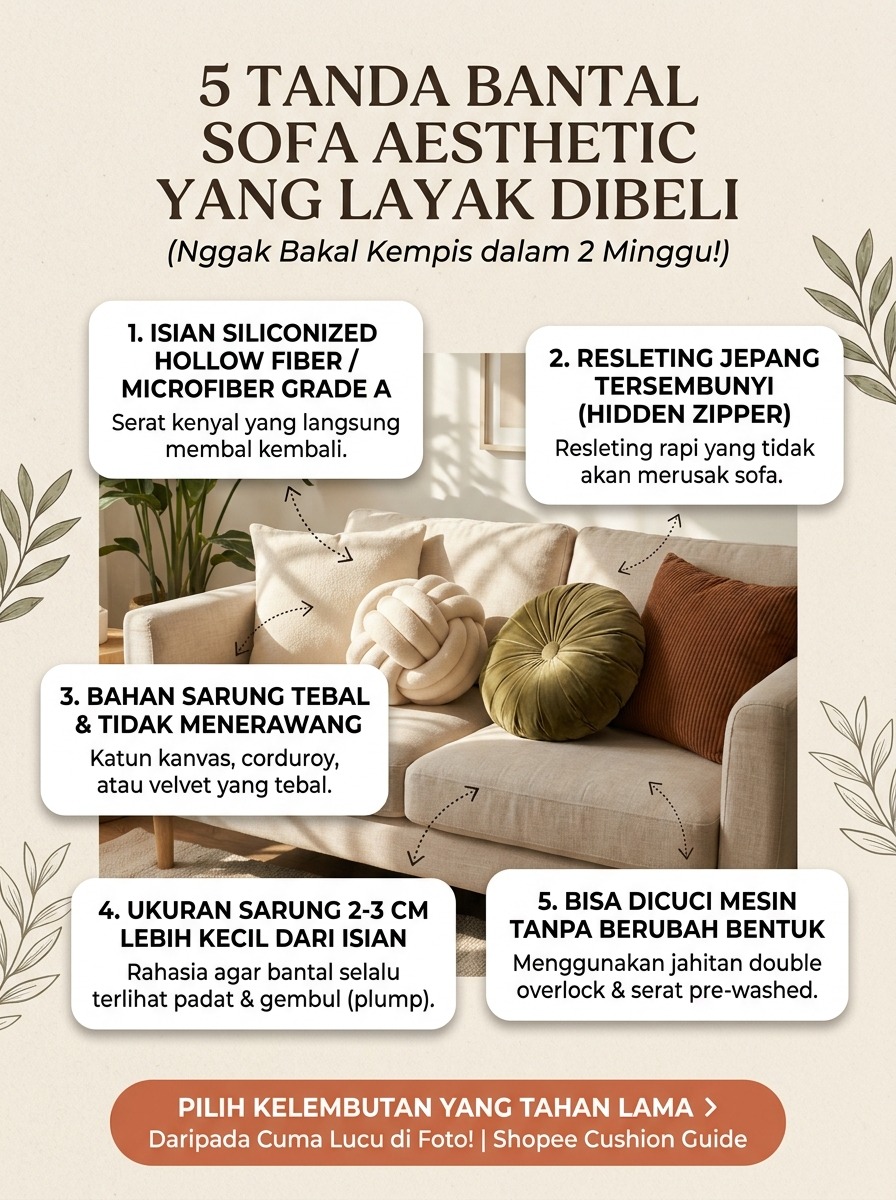 5 TANDA BANTAL
SOFA AESTHETIC
YANG LAYAK DIBELI
(Nggak Bakal Kempis dalam 2 Minggu!)
1. ISIAN SILICONIZED
HOLLOW FIBER /
MICROFIBER GRADE A
Serat kenyal yang langsung
membal kembali.
2. RESLETING JEPANG
TERSEMBUNYI
(HIDDEN ZIPPER)
Resleting rapi yang tidak
akan merusak sofa.
3. BAHAN SARUNG TEBAL
& TIDAK MENERAWANG
Katun kanvas, corduroy,
atau velvet yang tebal.
4. UKURAN SARUNG 2-3 CM
LEBIH KECIL DARI ISIAN
Rahasia agar bantal selalu
terlihat padat & gembul (plump).
5. BISA DICUCI MESIN
TANPA BERUBAH BENTUK
Menggunakan jahitan double
overlock & serat pre-washed.
PILIH KELEMBUTAN YANG TAHAN LAMA >
Daripada Cuma Lucu di Foto! | Shopee Cushion Guide